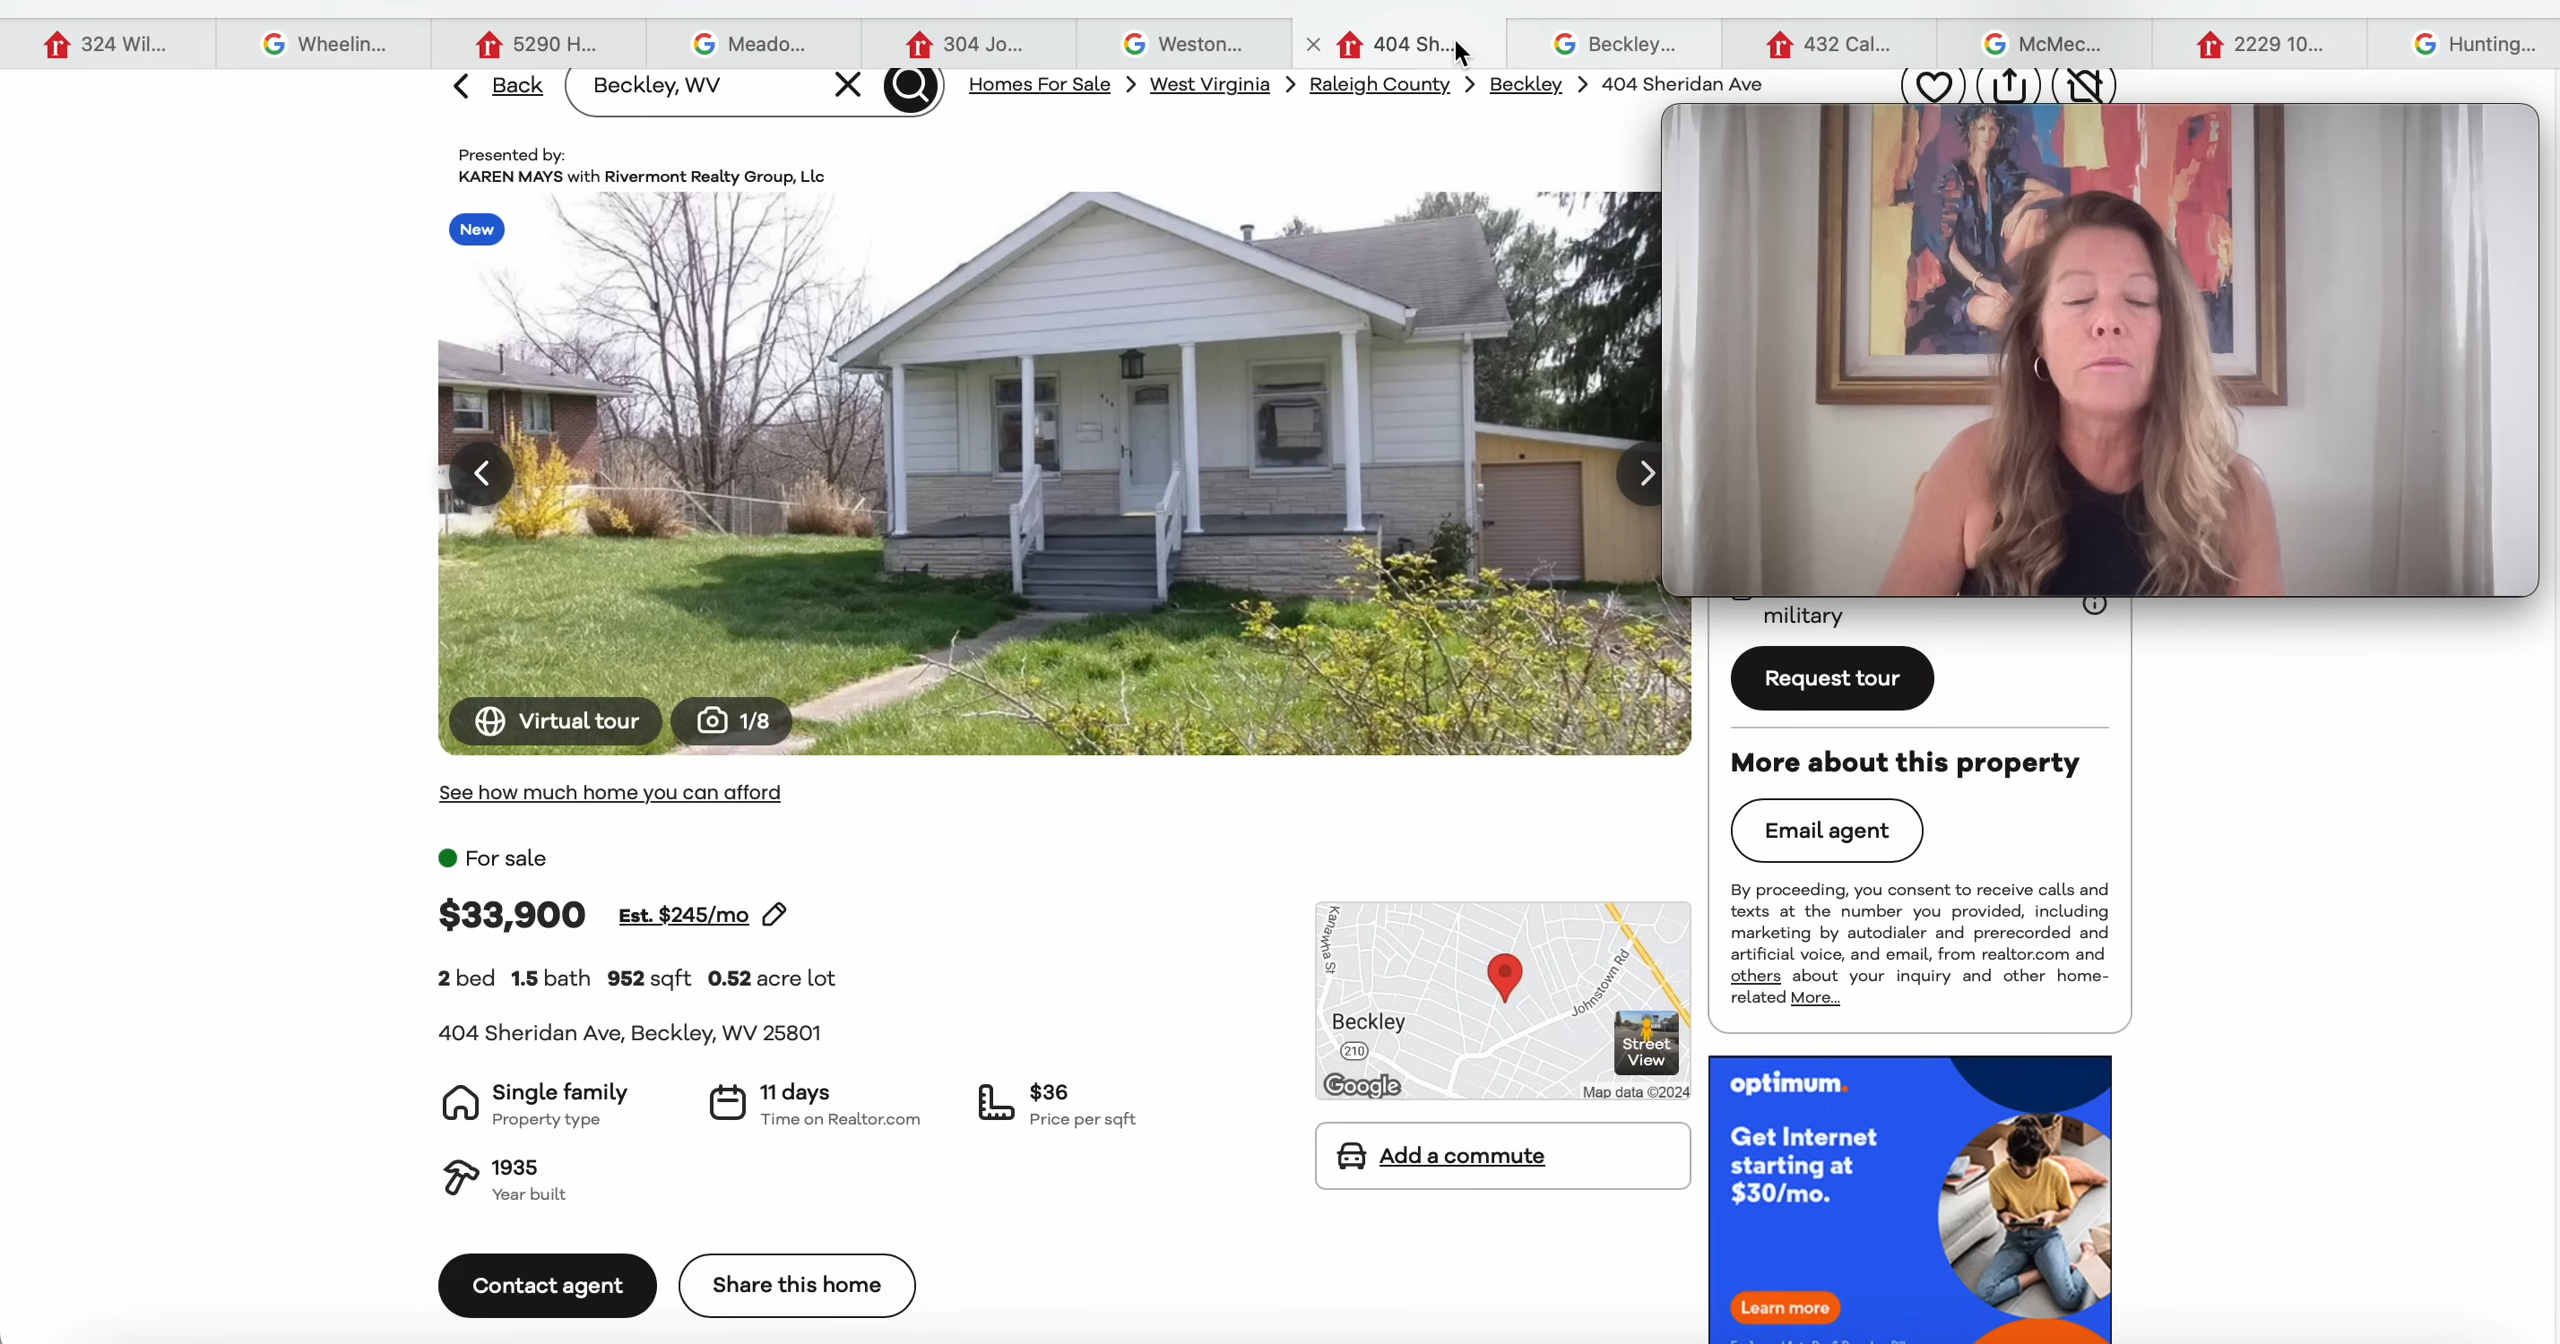 324 Wil...
Wheelin...
5290 H...
Meado...
304 Jo...
Weston...
404 Sh...
Beckley...
432 Cal...
McMec...
2229 10...
Hunting...
Back
Beckley, WV
Homes For Sale > West Virginia > Raleigh County > Beckley > 404 Sheridan Ave
Presented by:
KAREN MAYS with Rivermont Realty Group, Llc
New
Virtual tour
1/8
military
Request tour
More about this property
Email agent
By proceeding, you consent to receive calls and
texts at the number you provided, including
marketing by autodialer and prerecorded and
artificial voice, and email, from realtor.com and
others about your inquiry and other home-
related More...
See how much home you can afford
For sale
$33,900
Est. $245/mo
2 bed 1.5 bath 952 sqft 0.52 acre lot
404 Sheridan Ave, Beckley, WV 25801
Single family
Property type
11 days
Time on Realtor.com
$36
Price per sqft
1935
Year built
Kanawha St
Johnstown Rd
Beckley
210
Street
View
Google
Map data ©2024
Add a commute
Contact agent
Share this home
optimum.
Get Internet
starting at
$30/mo.
Learn more